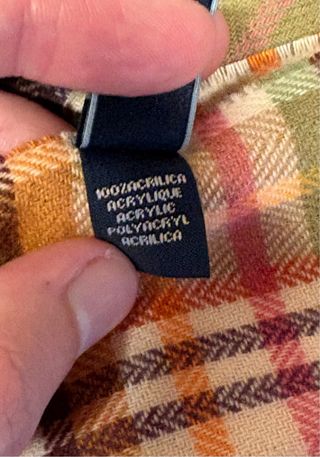 100%ACRILICA
ACRYLIQUE
ACRYLIC
POLYACRYL
ACRILICA